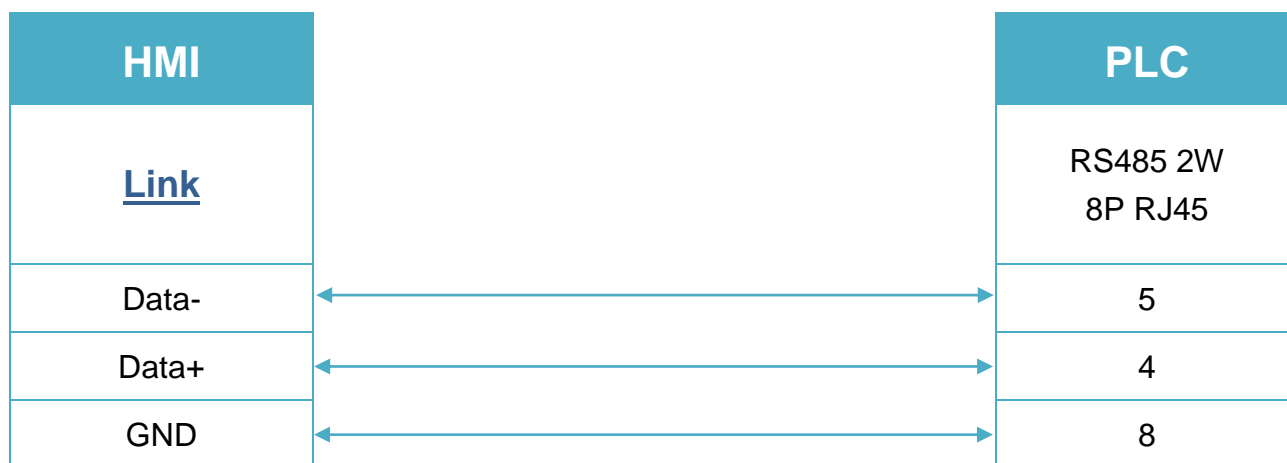 HMI PLC
Link RS485 2W
8P RJ45
Data- 5
Data+ 4
GND 8